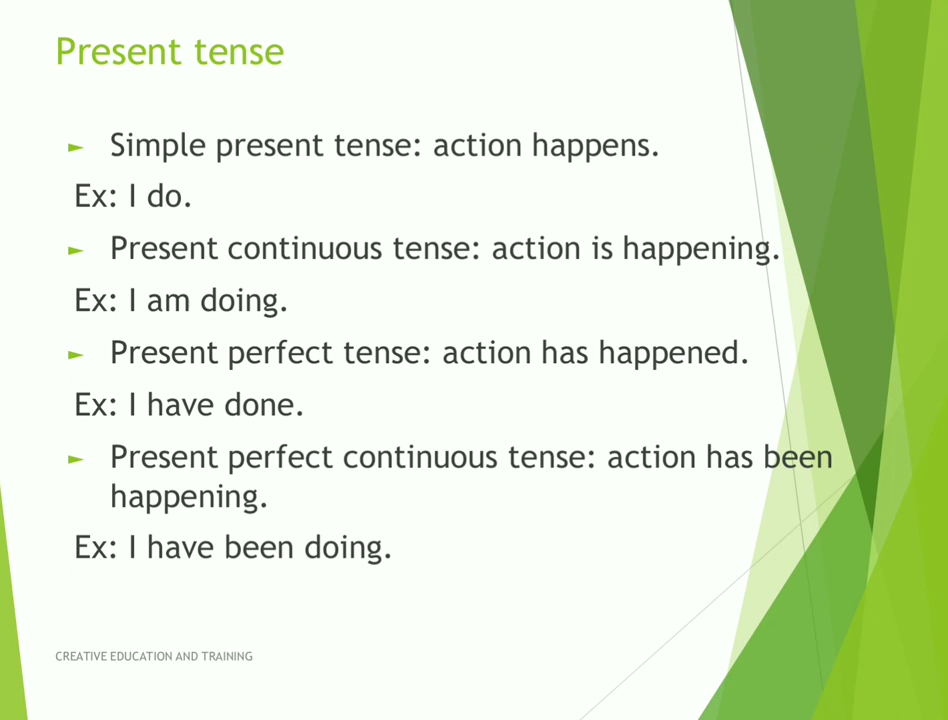 Present tense
► Simple present tense: action happens.
Ex: I do.
► Present continuous tense: action is happening.
Ex: I am doing.
► Present perfect tense: action has happened.
Ex: I have done.
► Present perfect continuous tense: action has been
happening.
Ex: I have been doing.
CREATIVE EDUCATION AND TRAINING